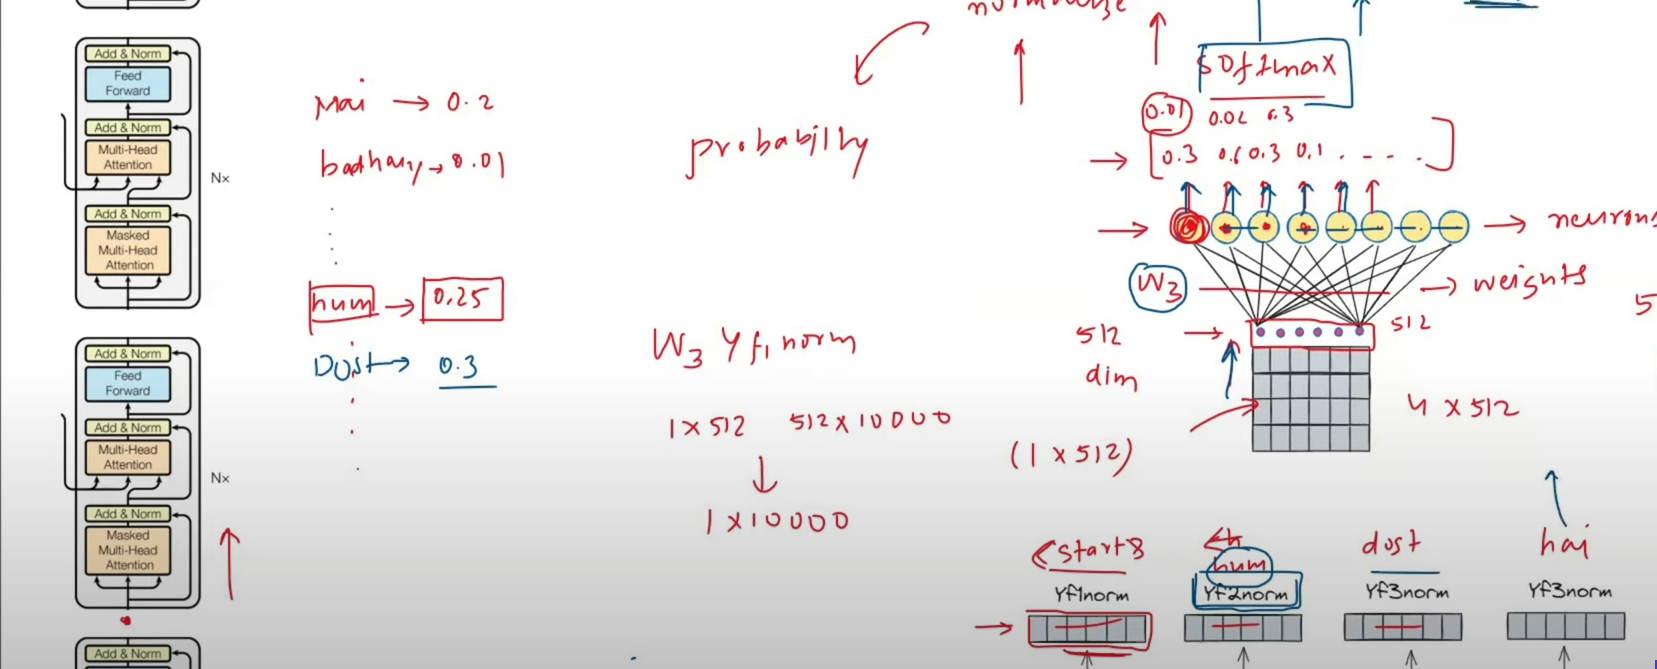 Add & Norm
Feed
Forward
Add & Norm
Multi-Head
Attention
Nx
Add & Norm
Masked
Multi-Head
Attention
Add & Norm
Feed
Forward
Add & Norm
Multi-Head
Attention
Nx
Add & Norm
Masked
Multi-Head
Attention
Add & Norm
Mai → 0.2
→ 0.01
hum → 0.25
Dost → 0.3
normalize
probability
W3 Yf1 norm
1 x 512 512 x 10000
↓
1 x 10000
softmax
0.01 0.02 0.3
→ [0.3 0.6 0.3 0.1 . - - - . ]
→ → neurons
W3 → weights
512 → 512
dim
5
4 x 512
(1 x 512)
<start>
hum
dost
hai
Yf1norm
Yf2norm
Yf3norm
Yf3norm